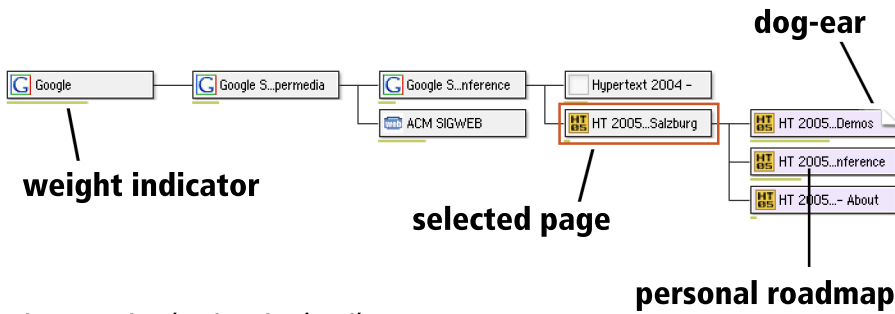 dog-ear
Google
Google S...permedia
Google S...nference
Hypertext 2004 -
ACM SIGWEB
HT 2005...Salzburg
HT 2005...Demos
HT 2005...nference
HT 2005...- About
weight indicator
selected page
personal roadmap